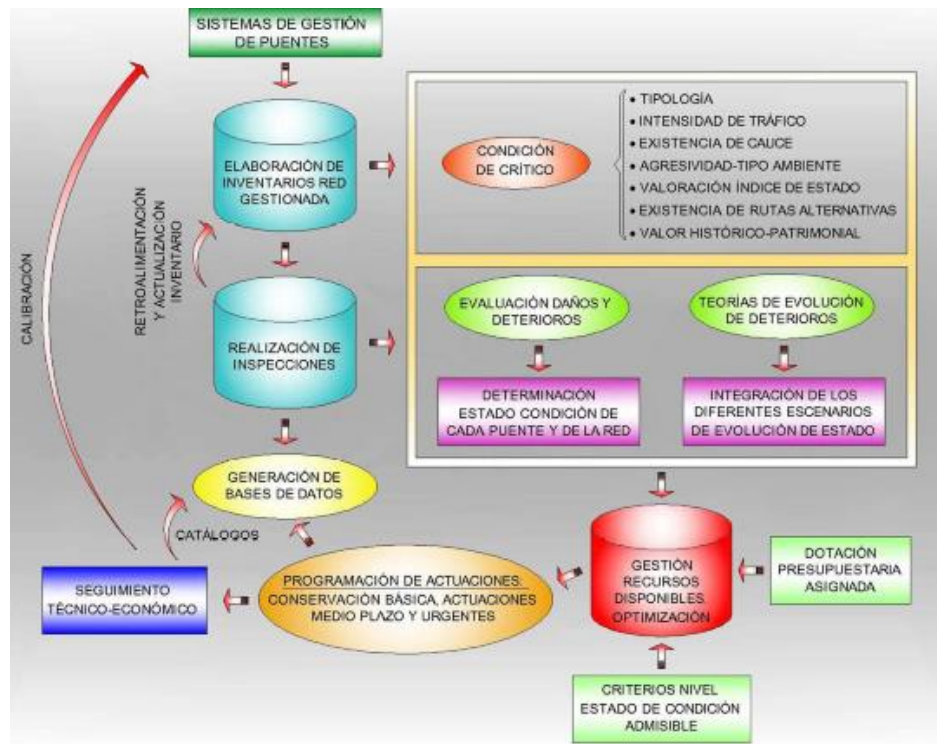 SISTEMAS DE GESTIÓN
DE PUENTES
ELABORACIÓN DE
INVENTARIOS RED
GESTIONADA
CONDICIÓN
DE CRÍTICO
• TIPOLOGÍA
• INTENSIDAD DE TRÁFICO
• EXISTENCIA DE CAUCE
• AGRESIVIDAD-TIPO AMBIENTE
• VALORACIÓN ÍNDICE DE ESTADO
• EXISTENCIA DE RUTAS ALTERNATIVAS
• VALOR HISTÓRICO-PATRIMONIAL
CALIBRACIÓN
RETROALIMENTACIÓN
Y ACTUALIZACIÓN
INVENTARIO
REALIZACIÓN DE
INSPECCIONES
EVALUACIÓN DAÑOS Y
DETERIOROS
TEORÍAS DE EVOLUCIÓN
DE DETERIOROS
DETERMINACIÓN
ESTADO CONDICIÓN DE
CADA PUENTE Y DE LA RED
INTEGRACIÓN DE LOS
DIFERENTES ESCENARIOS
DE EVOLUCIÓN DE ESTADO
GENERACIÓN DE
BASES DE DATOS
CATÁLOGOS
SEGUIMIENTO
TÉCNICO-ECONÓMICO
PROGRAMACIÓN DE ACTUACIONES:
CONSERVACIÓN BÁSICA, ACTUACIONES
MEDIO PLAZO Y URGENTES
GESTIÓN
RECURSOS
DISPONIBLES.
OPTIMIZACIÓN
DOTACIÓN
PRESUPUESTARIA
ASIGNADA
CRITERIOS NIVEL
ESTADO DE CONDICIÓN
ADMISIBLE